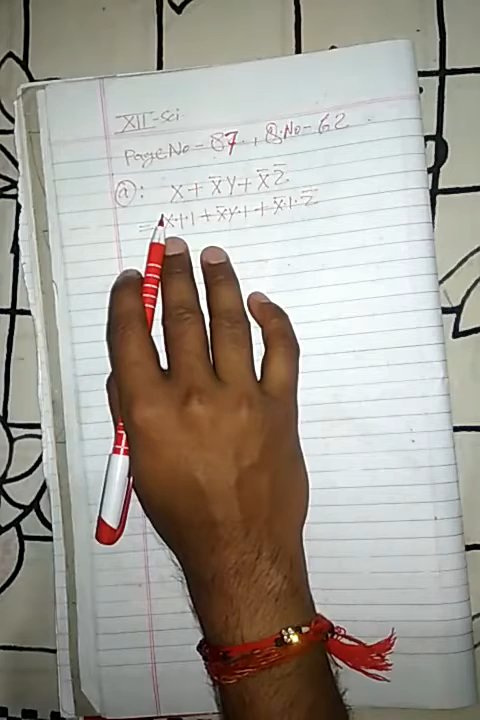 XII-Sci
Page No = 87, Q.No = 62
(A): X + X̅Y + X̅Z̅
= X·1·1 + X̅Y·1 + X̅·1·Z̅